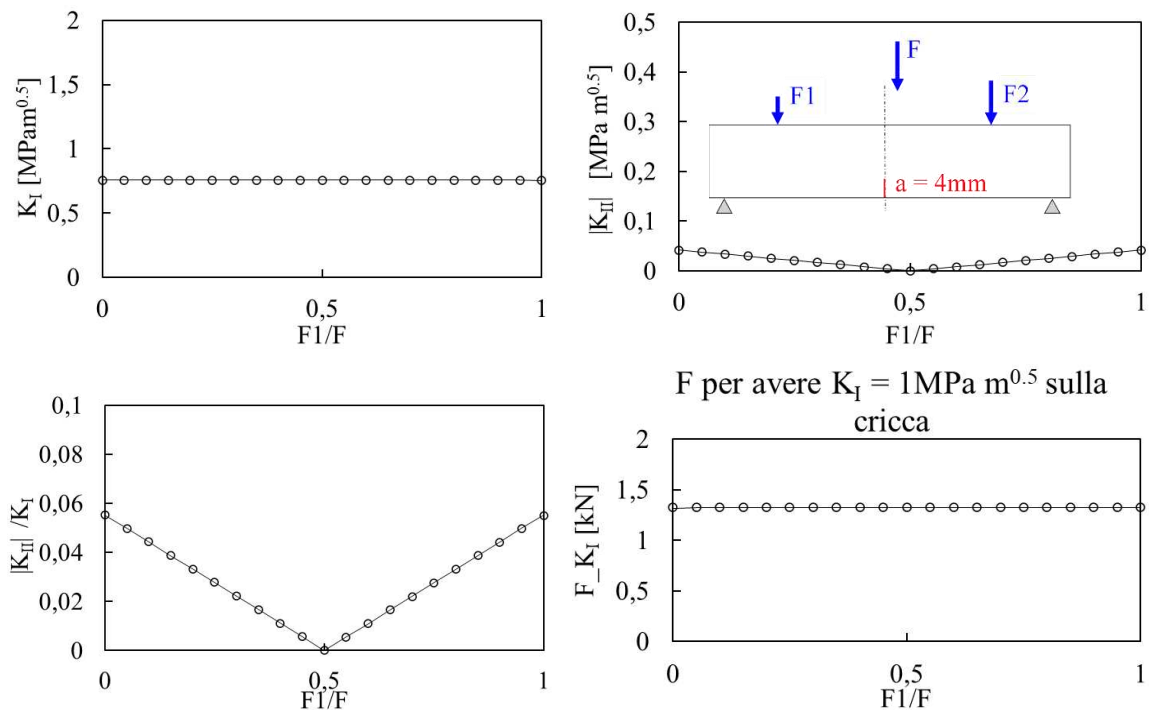 2
1,5
1
0,5
0
K_I [MPam^0.5]
0
0,5
1
F1/F
0,5
0,4
0,3
0,2
0,1
0
|K_II| [MPa m^0.5]
F
F1
F2
a = 4mm
0
0,5
1
F1/F
0,1
0,08
0,06
0,04
0,02
0
|K_II| /K_I
0
0,5
1
F1/F
F per avere K_I = 1MPa m^0.5 sulla
cricca
2
1,5
1
0,5
0
F_K_I [kN]
0
0,5
1
F1/F